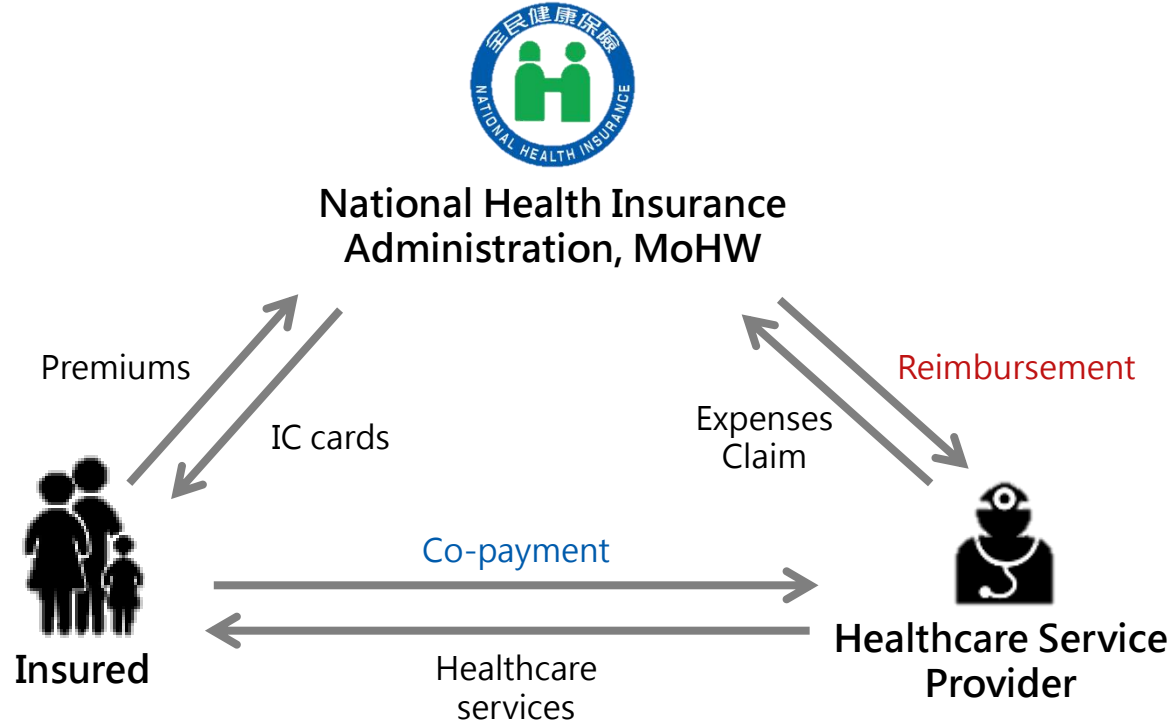 全民健康保險
NATIONAL HEALTH INSURANCE
National Health Insurance
Administration, MoHW
Premiums
IC cards
Expenses
Claim
Reimbursement
Co-payment
Healthcare
services
Insured
Healthcare Service
Provider